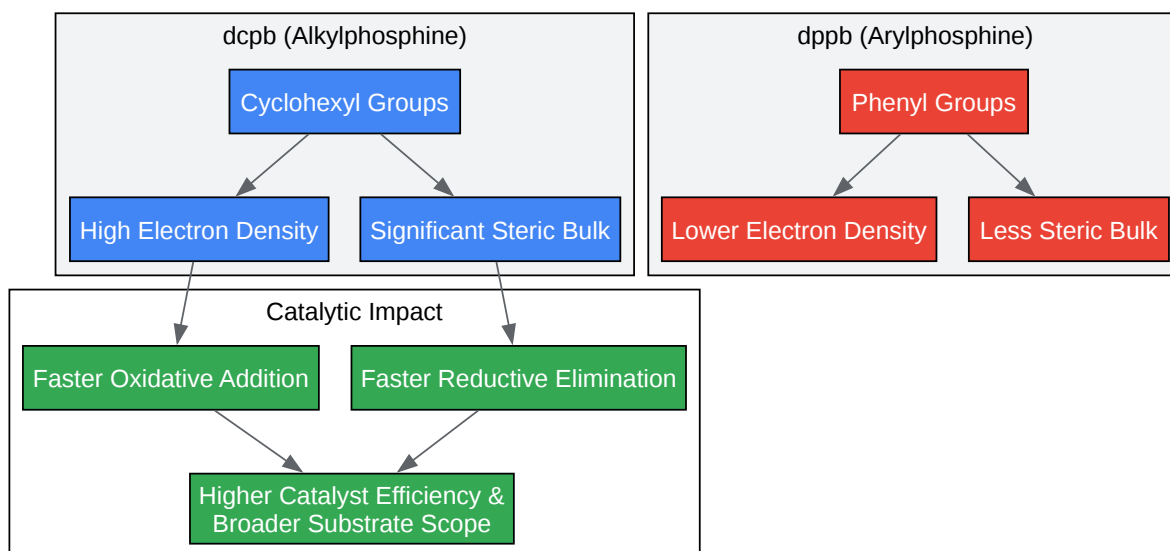 dcpb (Alkylphosphine)
Cyclohexyl Groups
High Electron Density
Significant Steric Bulk
dppb (Arylphosphine)
Phenyl Groups
Lower Electron Density
Less Steric Bulk
Catalytic Impact
Faster Oxidative Addition
Faster Reductive Elimination
Higher Catalyst Efficiency &
Broader Substrate Scope